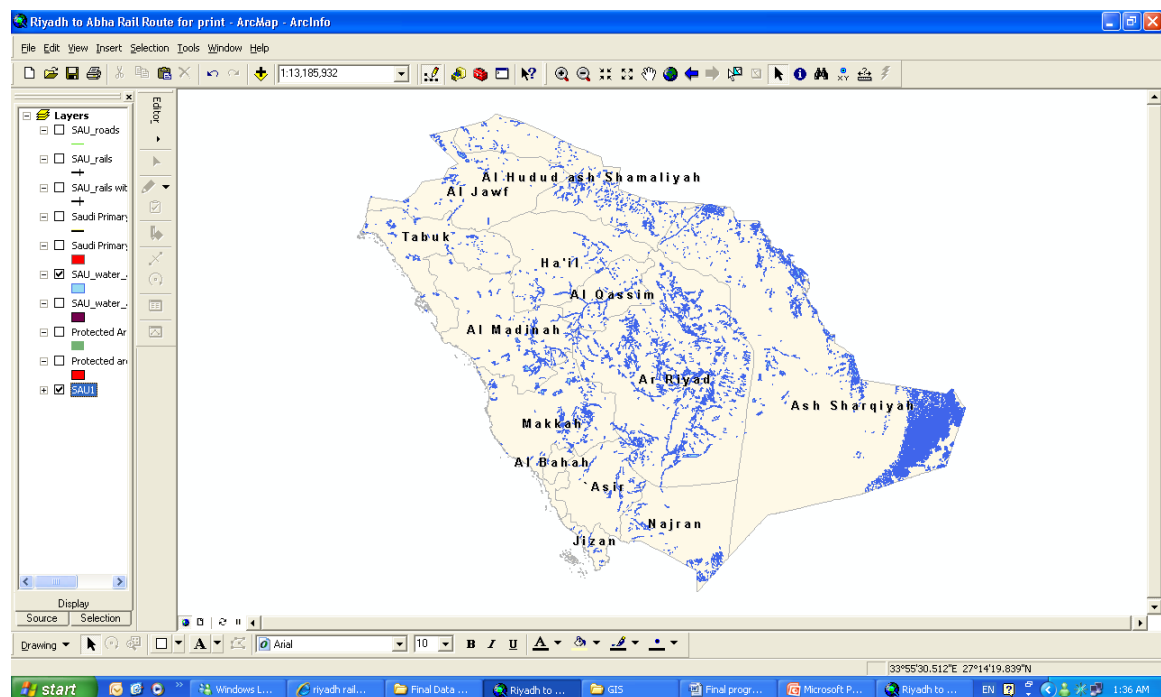 Riyadh to Abha Rail Route for print - ArcMap - ArcInfo
File Edit View Insert Selection Tools Window Help
1:13,185,932
Layers
SAU_roads
SAU_rails
SAU_rails wit
Saudi Primary
Saudi Primary
SAU_water_
SAU_water_
Protected Ar
Protected are
SAU1
Display
Source Selection
Editor
Al Hudud ash Shamaliyah
Al Jawf
Tabuk
Ha'il
Al Qassim
Al Madinah
Ar Riyad
Ash Sharqiyah
Makkah
Al Bahah
`Asir
Najran
Jizan
Drawing A Arial 10 B I U A
33°55'30.512"E 27°14'19.839"N
start Windows L... riyadh rail... Final Data ... Riyadh to ... GIS Final progr... Microsoft P... Riyadh to ... EN 1:36 AM